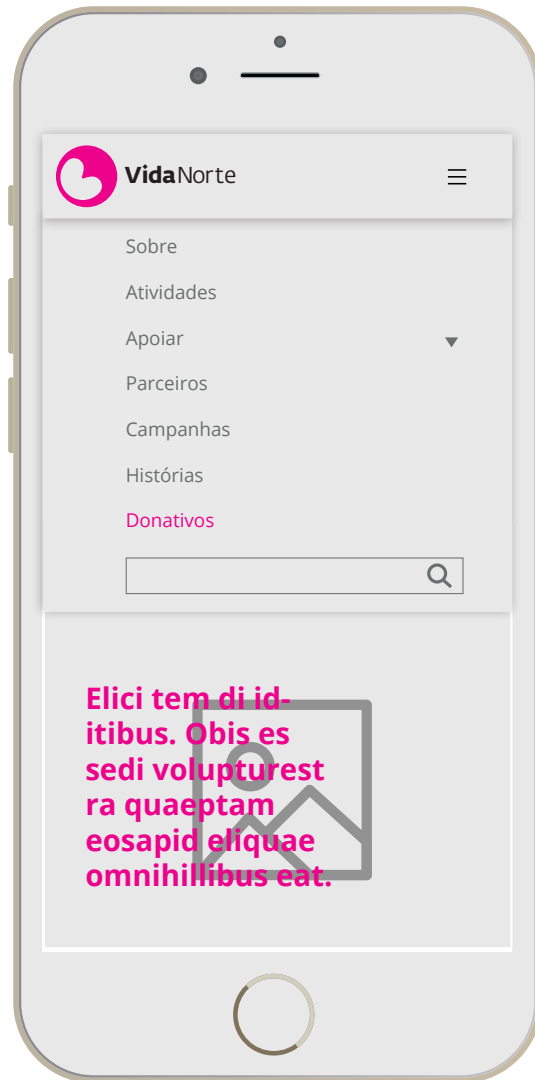 VidaNorte
Sobre
Atividades
Apoiar
Parceiros
Campanhas
Histórias
Donativos
Elici tem di id-
itibus. Obis es
sedi volupturest
ra quaeptam
eosapid eliquae
omnihillibus eat.